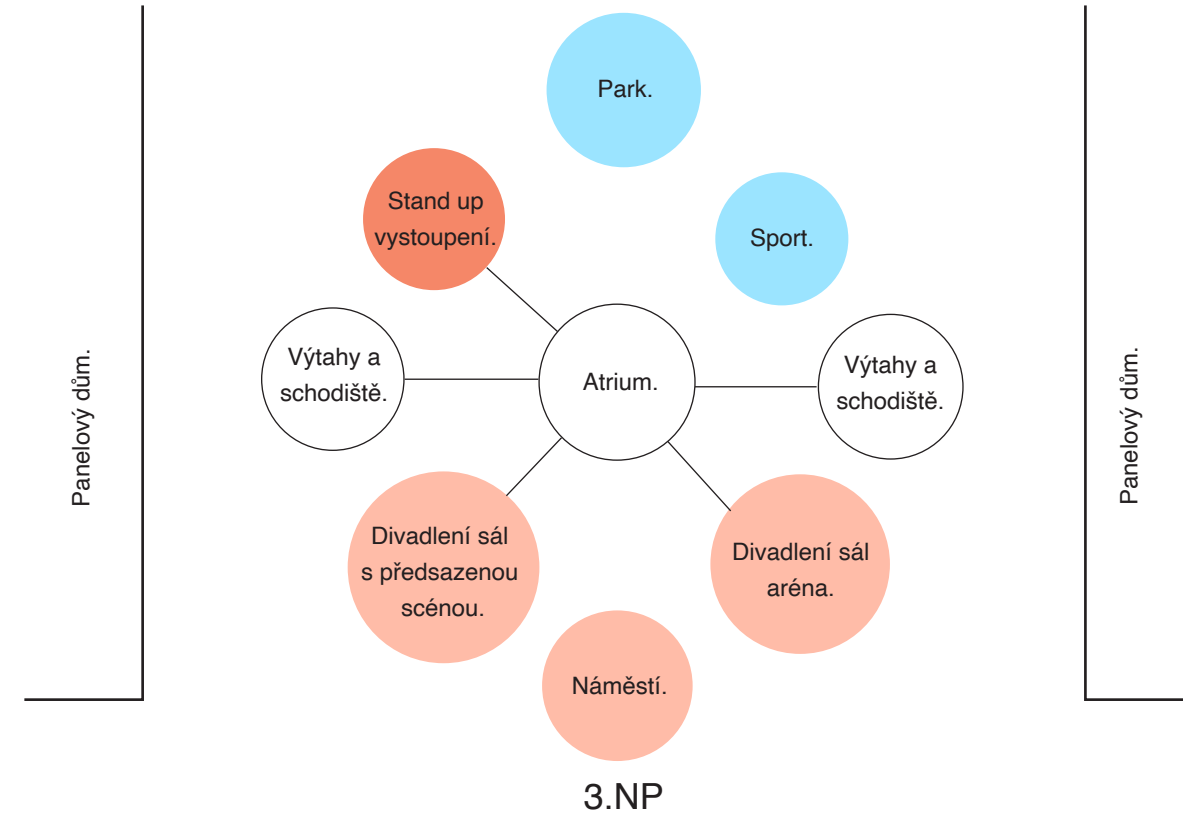 Park.
Stand up
vystoupení.
Sport.
Panelový dům.
Výtahy a
schodiště.
Atrium.
Výtahy a
schodiště.
Panelový dům.
Divadlení sál
s předsazenou
scénou.
Divadlení sál
aréna.
Náměstí.
3.NP